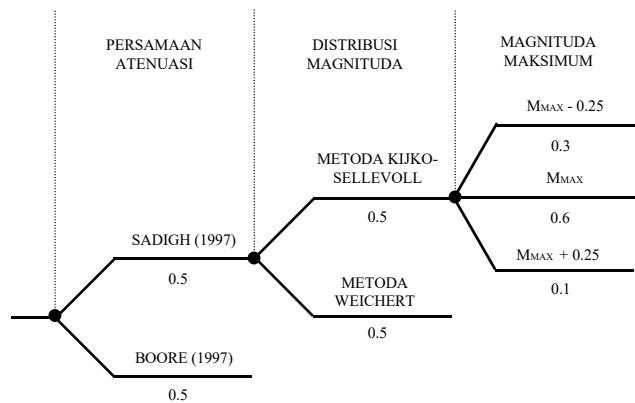 PERSAMAAN
ATENUASI
DISTRIBUSI
MAGNITUDA
MAGNITUDA
MAKSIMUM
MMAX - 0.25
0.3
METODA KIJKO-
SELLEVOLL
0.5
MMAX
0.6
SADIGH (1997)
0.5
MMAX + 0.25
0.1
METODA
WEICHERT
0.5
BOORE (1997)
0.5